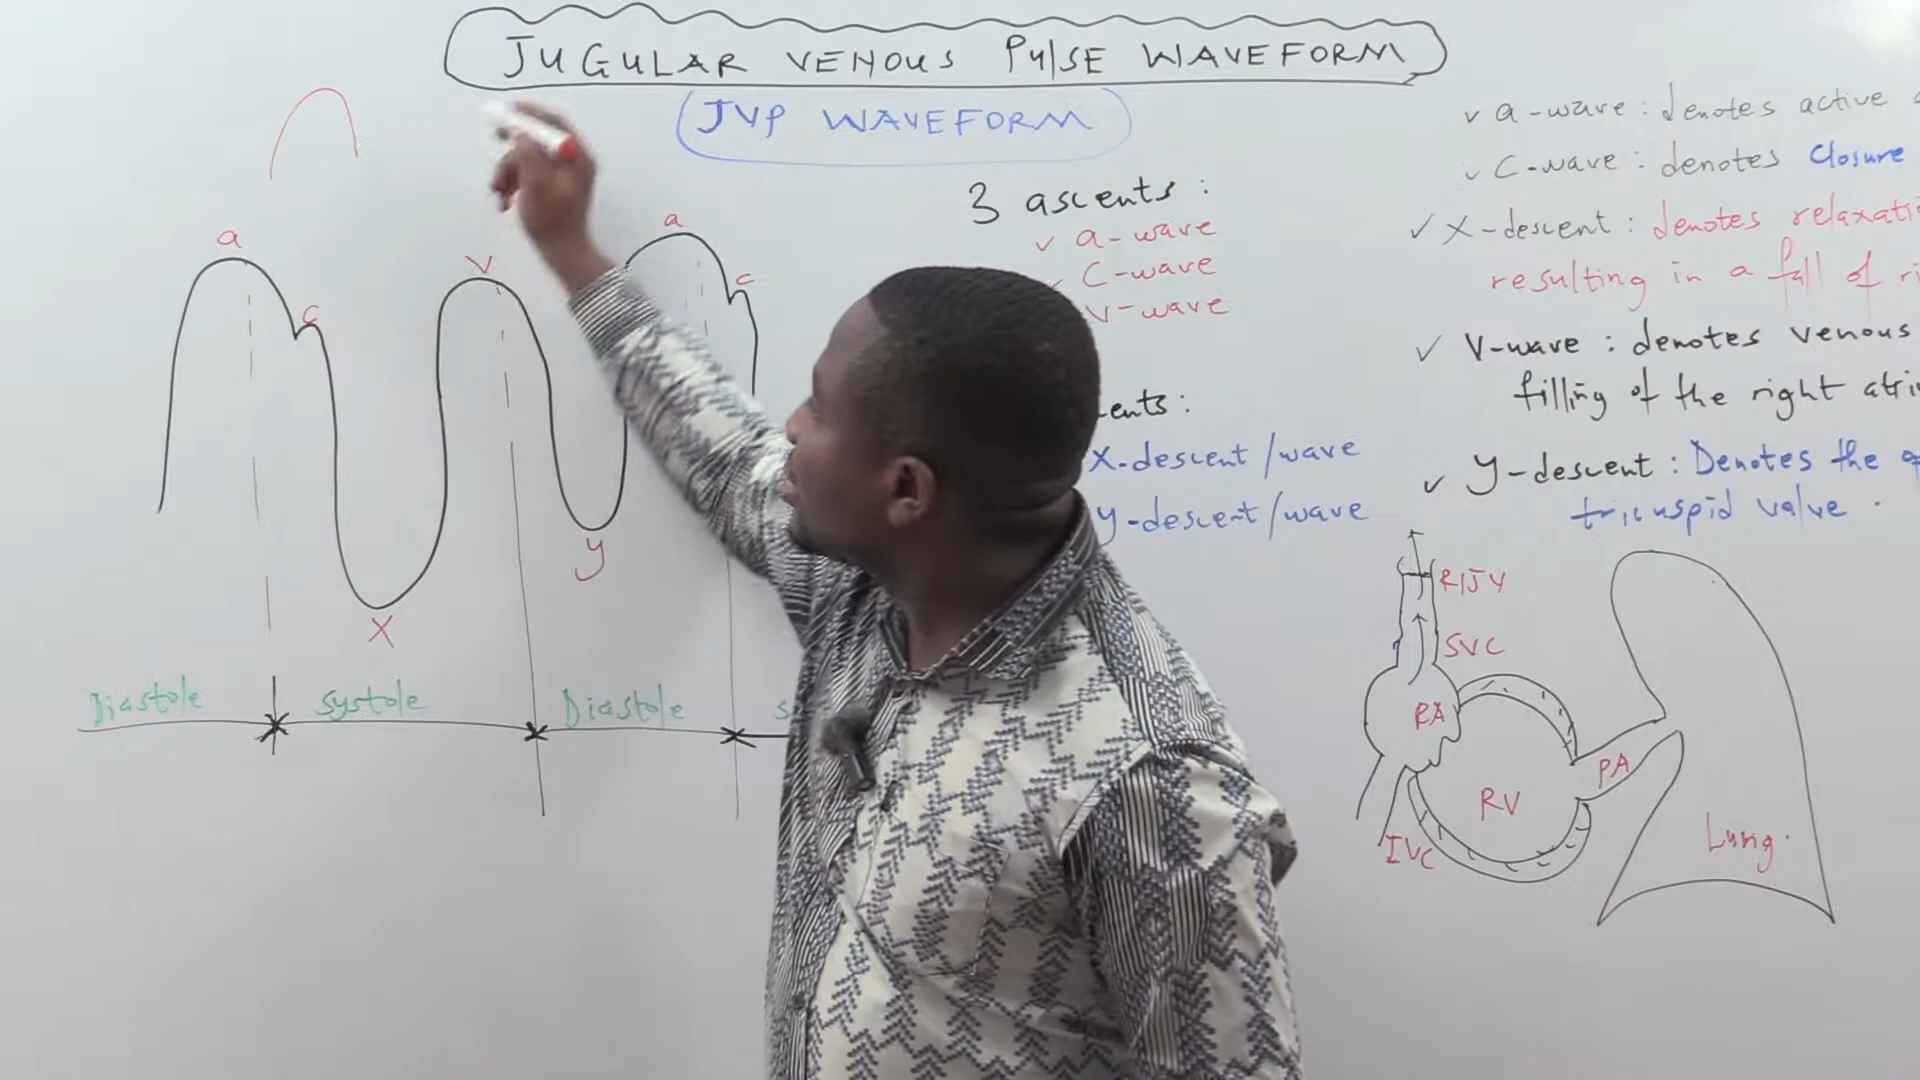 JUGULAR VENOUS PULSE WAVEFORM
JVP WAVEFORM
3 ascents :
✓ a-wave
✓ C-wave
V-wave
ents :
X-descent/wave
y-descent/wave
✓ a-wave : denotes active
✓ C-wave : denotes closure
✓ X-descent : denotes relaxati
resulting in a fall of ri
✓ V-wave : denotes venous
filling of the right atri
✓ y-descent : Denotes the
tricuspid valve .
a
c
V
a
c
X
y
Diastole
systole
Diastole
s
RIJV
SVC
RA
RV
PA
IVC
Lung.